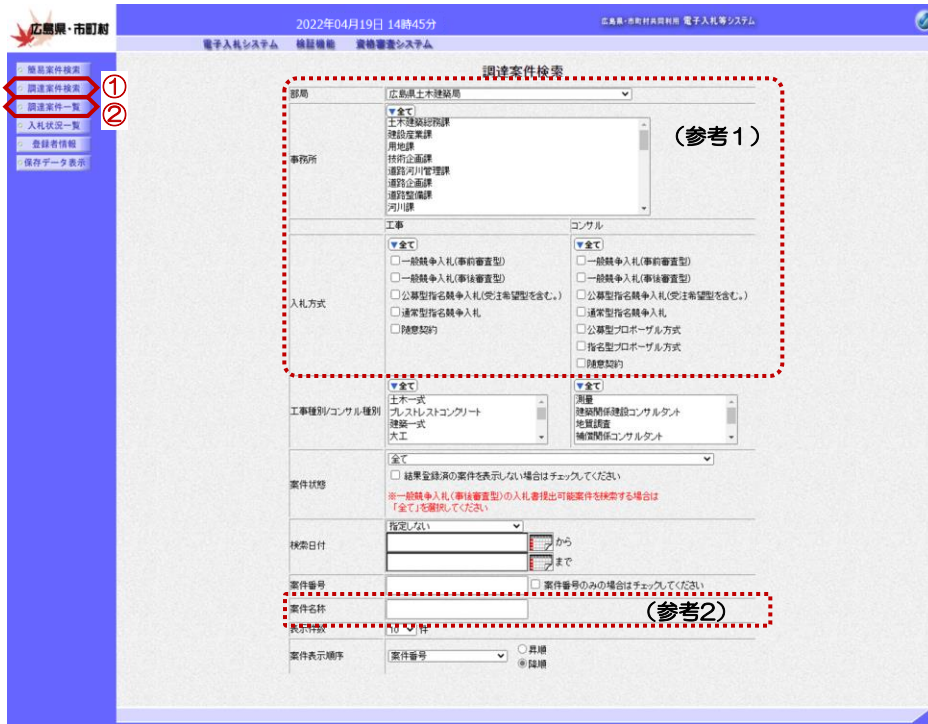 広島県・市町村
2022年04月19日 14時45分
広島県・市町村共同利用 電子入札等システム
電子入札システム 検証機能 資格審査システム
簡易案件検索
調達案件検索 ①
調達案件一覧 ②
入札状況一覧
登録者情報
保存データ表示
調達案件検索
部局 広島県土木建築局
事務所 ▼全て
土木建築総務課
建設産業課
用地課
技術企画課
道路河川管理課
道路企画課
道路整備課
河川課
(参考1)
工事 コンサル
入札方式
▼全て ▼全て
一般競争入札(事前審査型) 一般競争入札(事前審査型)
一般競争入札(事後審査型) 一般競争入札(事後審査型)
公募型指名競争入札(受注希望型を含む。) 公募型指名競争入札(受注希望型を含む。)
通常型指名競争入札 通常型指名競争入札
随意契約 公募型プロポーザル方式
指名型プロポーザル方式
随意契約
工事種別/コンサル種別
▼全て ▼全て
土木一式 測量
プレストレストコンクリート 建築関係建設コンサルタント
建築一式 地質調査
大工 補償関係コンサルタント
案件状態 全て
結果登録済の案件を表示しない場合はチェックしてください
※一般競争入札(事後審査型)の入札書提出可能案件を検索する場合は
「全て」を選択してください
検索日付 指定しない
から
まで
案件番号 案件番号のみの場合はチェックしてください
案件名称 (参考2)
表示件数 10 件
案件表示順序 案件番号 昇順
降順